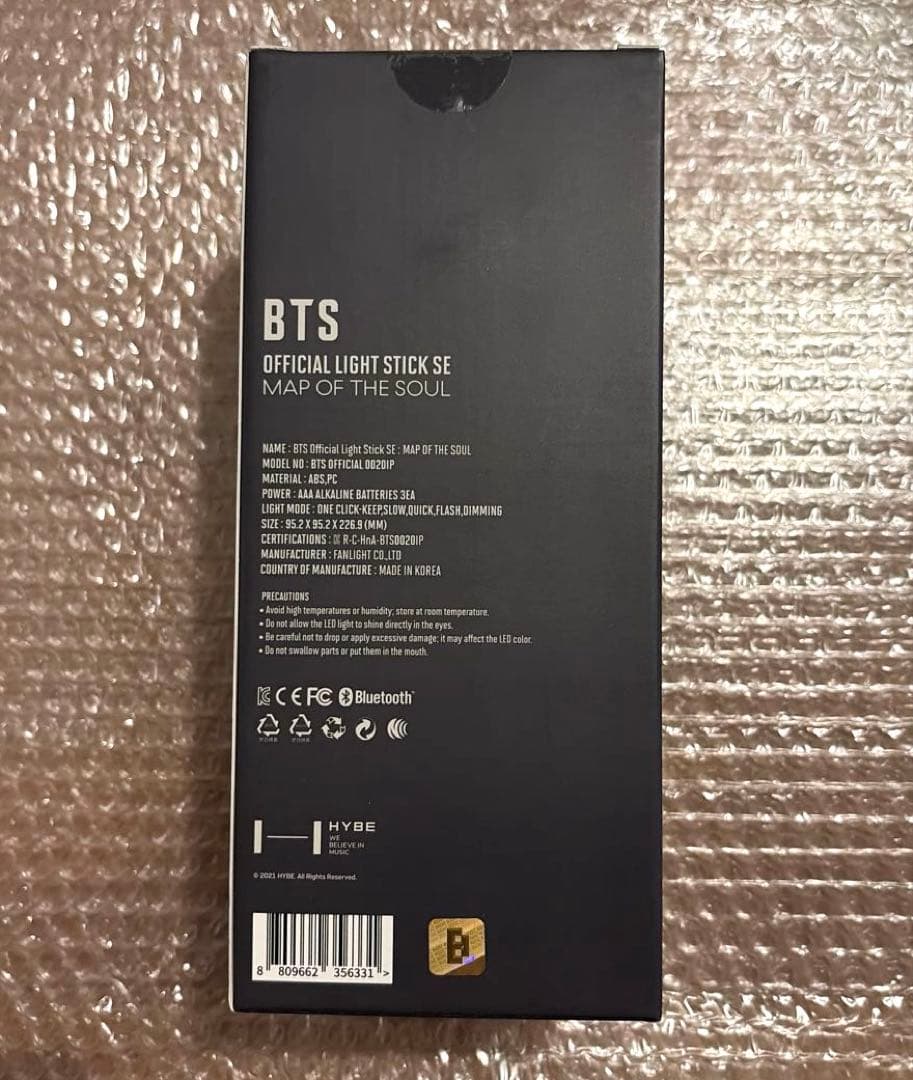 BTS
OFFICIAL LIGHT STICK SE
MAP OF THE SOUL
NAME : BTS Official Light Stick SE : MAP OF THE SOUL
MODEL NO : BTS OFFICIAL 0020IP
MATERIAL : ABS,PC
POWER : AAA ALKALINE BATTERIES 3EA
LIGHT MODE : ONE CLICK-KEEP,SLOW,QUICK,FLASH,DIMMING
SIZE : 95.2 X 95.2 X 226.9 (MM)
CERTIFICATIONS : R-C-HnA-BTS0020IP
MANUFACTURER : FANLIGHT CO.,LTD
COUNTRY OF MANUFACTURE : MADE IN KOREA
PRECAUTIONS
• Avoid high temperatures or humidity; store at room temperature.
• Do not allow the LED light to shine directly in the eyes.
• Be careful not to drop or apply excessive damage; it may affect the LED color.
• Do not swallow parts or put them in the mouth.
CE FC Bluetooth
HYBE
WE
BELIEVE IN
MUSIC
© 2021 HYBE. All Rights Reserved.
8 809662 356331 >